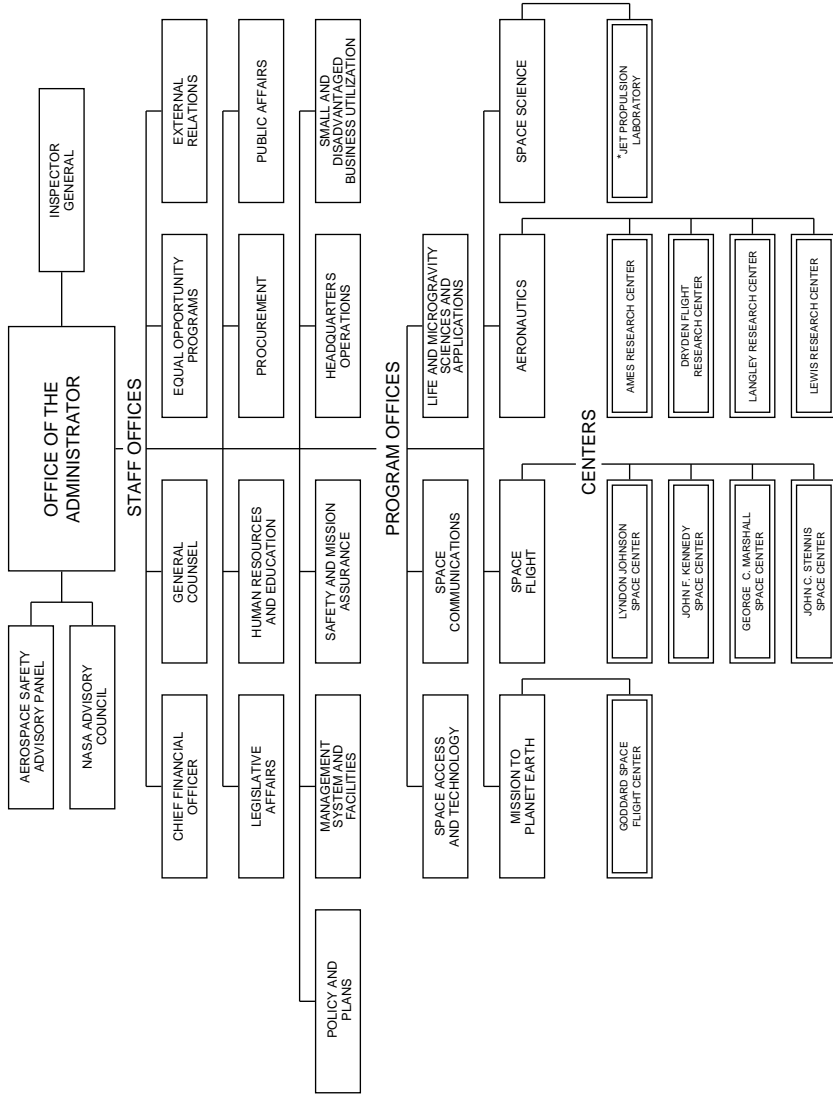 OFFICE OF THE
ADMINISTRATOR
INSPECTOR
GENERAL
AEROSPACE SAFETY
ADVISORY PANEL
NASA ADVISORY
COUNCIL
STAFF OFFICES
CHIEF FINANCIAL
OFFICER
GENERAL
COUNSEL
EQUAL OPPORTUNITY
PROGRAMS
EXTERNAL
RELATIONS
LEGISLATIVE
AFFAIRS
HUMAN RESOURCES
AND EDUCATION
PROCUREMENT
PUBLIC AFFAIRS
POLICY AND
PLANS
MANAGEMENT
SYSTEM AND
FACILITIES
SAFETY AND MISSION
ASSURANCE
HEADQUARTERS
OPERATIONS
SMALL AND
DISADVANTAGED
BUSINESS UTILIZATION
PROGRAM OFFICES
SPACE ACCESS
AND TECHNOLOGY
SPACE
COMMUNICATIONS
LIFE AND MICROGRAVITY
SCIENCES AND
APPLICATIONS
MISSION TO
PLANET EARTH
SPACE
FLIGHT
AERONAUTICS
SPACE SCIENCE
CENTERS
GODDARD SPACE
FLIGHT CENTER
LYNDON JOHNSON
SPACE CENTER
JOHN F. KENNEDY
SPACE CENTER
GEORGE C. MARSHALL
SPACE CENTER
JOHN C. STENNIS
SPACE CENTER
AMES RESEARCH CENTER
DRYDEN FLIGHT
RESEARCH CENTER
LANGLEY RESEARCH CENTER
LEWIS RESEARCH CENTER
*JET PROPULSION
LABORATORY